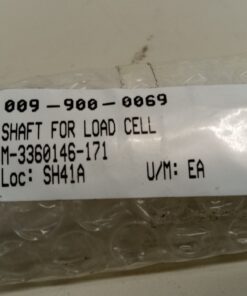 009-900-0069
SHAFT FOR LOAD CELL
M-3360146-171
Loc: SH41A U/M: EA